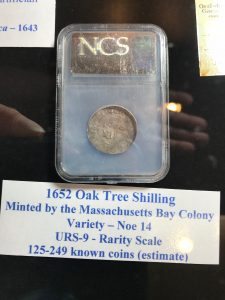 ca – 1643
NCS
1652 Oak Tree Shilling
Minted by the Massachusetts Bay Colony
Variety – Noe 14
URS-9 - Rarity Scale
125-249 known coins (estimate)